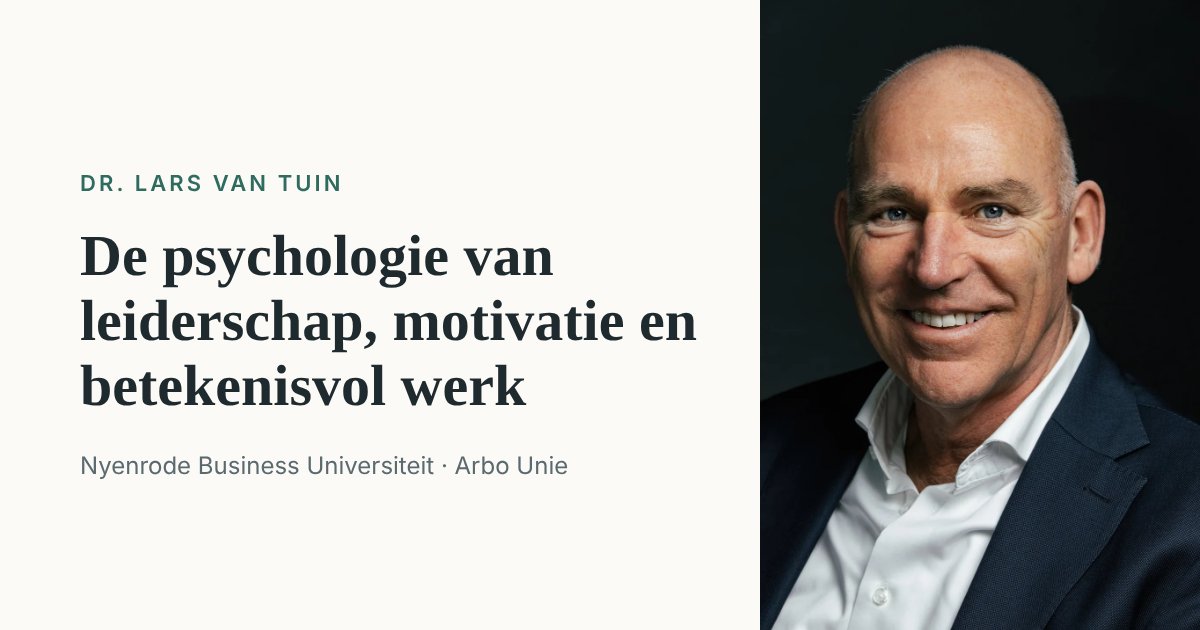 DR. LARS VAN TUIN
De psychologie van
leiderschap, motivatie en
betekenisvol werk
Nyenrode Business Universiteit · Arbo Unie